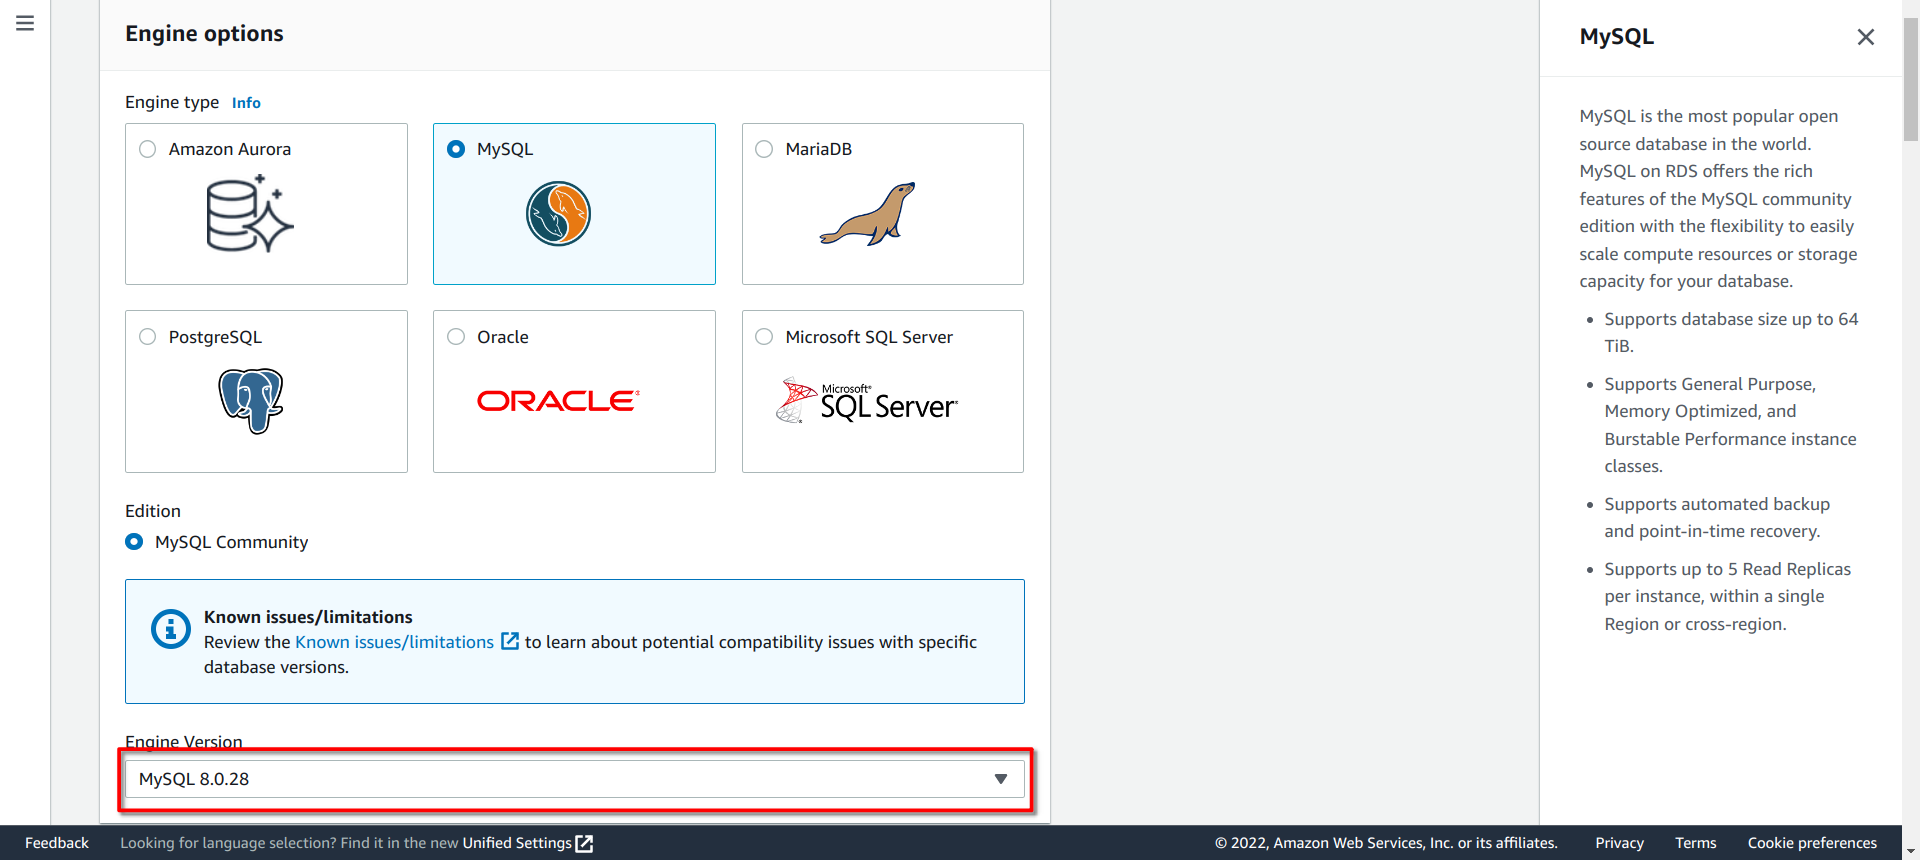 Engine options
Engine type Info
Amazon Aurora
MySQL
MariaDB
PostgreSQL
Oracle
Microsoft SQL Server
ORACLE®
Microsoft®
SQL Server®
Edition
MySQL Community
Known issues/limitations
Review the Known issues/limitations to learn about potential compatibility issues with specific
database versions.
Engine Version
MySQL 8.0.28
MySQL
MySQL is the most popular open
source database in the world.
MySQL on RDS offers the rich
features of the MySQL community
edition with the flexibility to easily
scale compute resources or storage
capacity for your database.
• Supports database size up to 64
TiB.
• Supports General Purpose,
Memory Optimized, and
Burstable Performance instance
classes.
• Supports automated backup
and point-in-time recovery.
• Supports up to 5 Read Replicas
per instance, within a single
Region or cross-region.
Feedback Looking for language selection? Find it in the new Unified Settings © 2022, Amazon Web Services, Inc. or its affiliates. Privacy Terms Cookie preferences